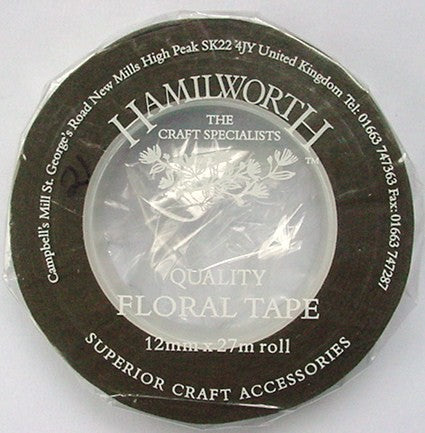 Campbell's Mill St. George's Road New Mills High Peak SK22 4JY United Kingdom Tel: 01663 747363 Fax: 01663 747287
HAMILWORTH
THE
CRAFT SPECIALISTS
TM
QUALITY
FLORAL TAPE
12mm x 27m roll
SUPERIOR CRAFT ACCESSORIES